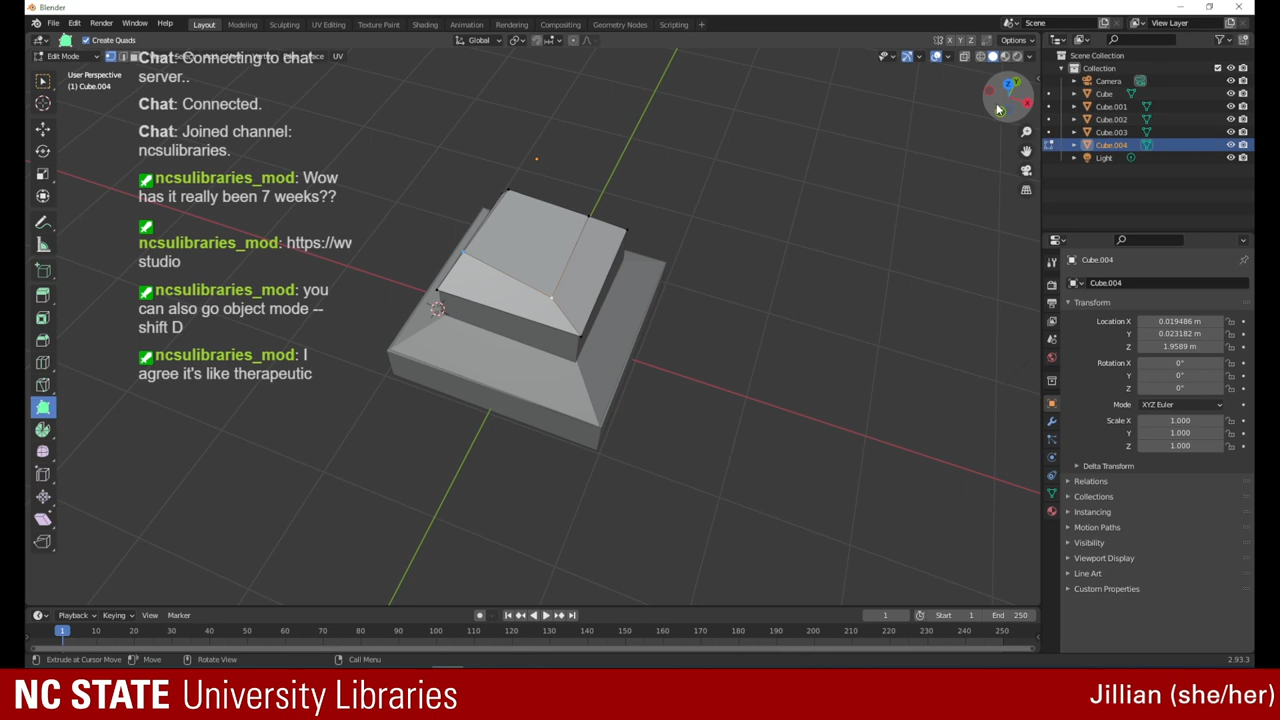 Blender
File Edit Render Window Help Layout Modeling Sculpting UV Editing Texture Paint Shading Animation Rendering Compositing Geometry Nodes Scripting + Scene View Layer
Create Quads Global X Y Z Options
Edit Mode UV
User Perspective
(1) Cube.004
Chat: Connecting to chat
server..
Chat: Connected.
Chat: Joined channel:
ncsulibraries.
ncsulibraries_mod: Wow
has it really been 7 weeks??
ncsulibraries_mod: https://wv
studio
ncsulibraries_mod: you
can also go object mode --
shift D
ncsulibraries_mod: I
agree it's like therapeutic
Z Y X
Scene Collection
Collection
Camera
Cube
Cube.001
Cube.002
Cube.003
Cube.004
Light
Cube.004
Cube.004
Transform
Location X 0.019486 m
Y 0.023182 m
Z 1.9589 m
Rotation X 0°
Y 0°
Z 0°
Mode XYZ Euler
Scale X 1.000
Y 1.000
Z 1.000
Delta Transform
Relations
Collections
Instancing
Motion Paths
Visibility
Viewport Display
Line Art
Custom Properties
Playback Keying View Marker 1 Start 1 End 250
1 10 20 30 40 50 60 70 80 90 100 110 120 130 140 150 160 170 180 190 200 210 220 230 240 250
Extrude at Cursor Move Move Rotate View Call Menu 2.93.3
NC STATE University Libraries
Jillian (she/her)